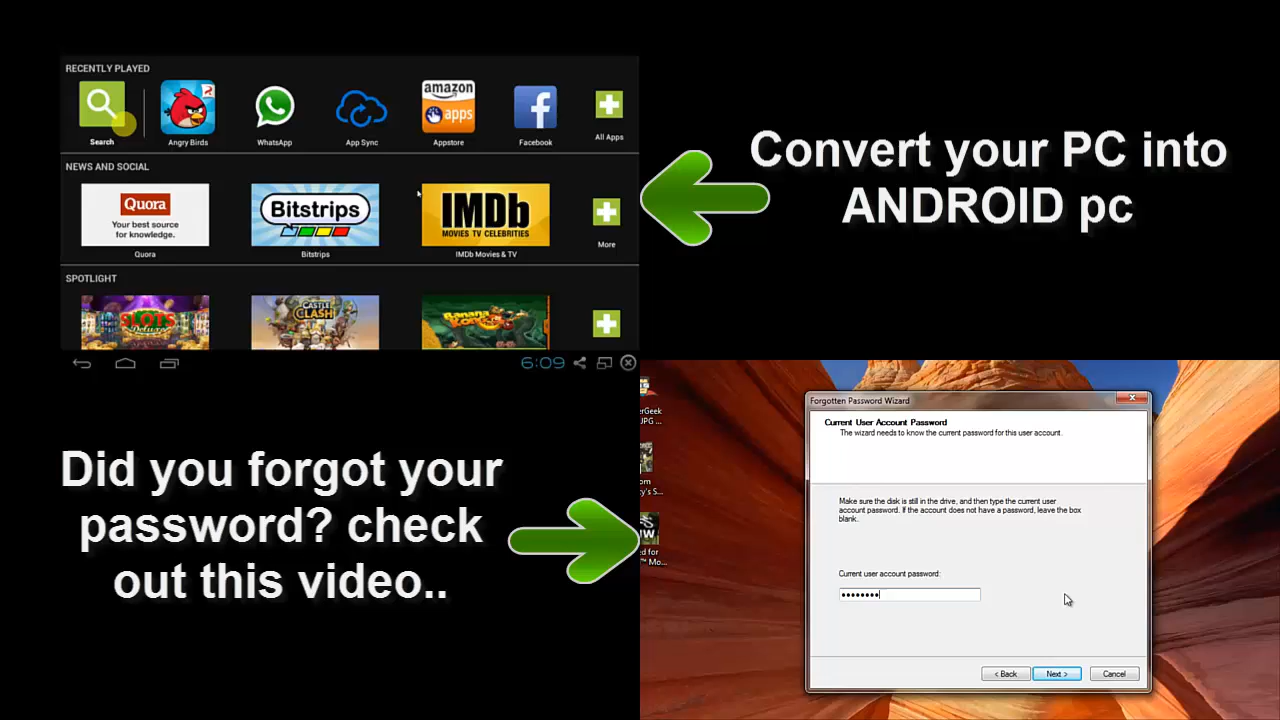 RECENTLY PLAYED
Search
Angry Birds
WhatsApp
App Sync
amazon
apps
Appstore
Facebook
All Apps
NEWS AND SOCIAL
Quora
Your best source
for knowledge.
Quora
Bitstrips
Bitstrips
IMDb
MOVIES TV CELEBRITIES
IMDb Movies & TV
More
SPOTLIGHT
SLOTS
CASTLE
CLASH
Banana
Kong
6:09
Convert your PC into
ANDROID pc
Did you forgot your
password? check
out this video..
Forgotten Password Wizard
Current User Account Password
The wizard needs to know the current password for this user account.
Make sure the disk is still in the drive, and then type the current user
account password. If the account does not have a password, leave the box
blank.
Current user account password:
< Back
Next >
Cancel